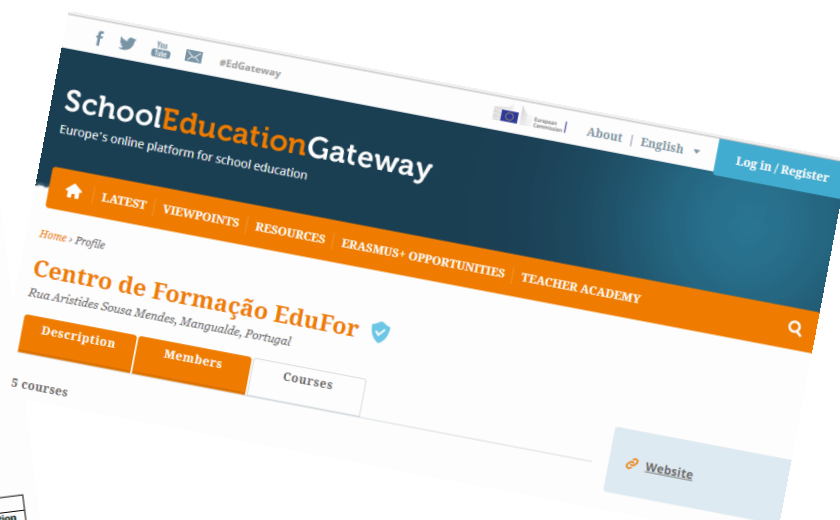 You Tube
#EdGateway
European Commission
About | English
Log in / Register
SchoolEducationGateway
Europe's online platform for school education
LATEST VIEWPOINTS RESOURCES ERASMUS+ OPPORTUNITIES TEACHER ACADEMY
Home › Profile
Centro de Formação EduFor
Rua Aristides Sousa Mendes, Mangualde, Portugal
Description Members Courses
5 courses
Website